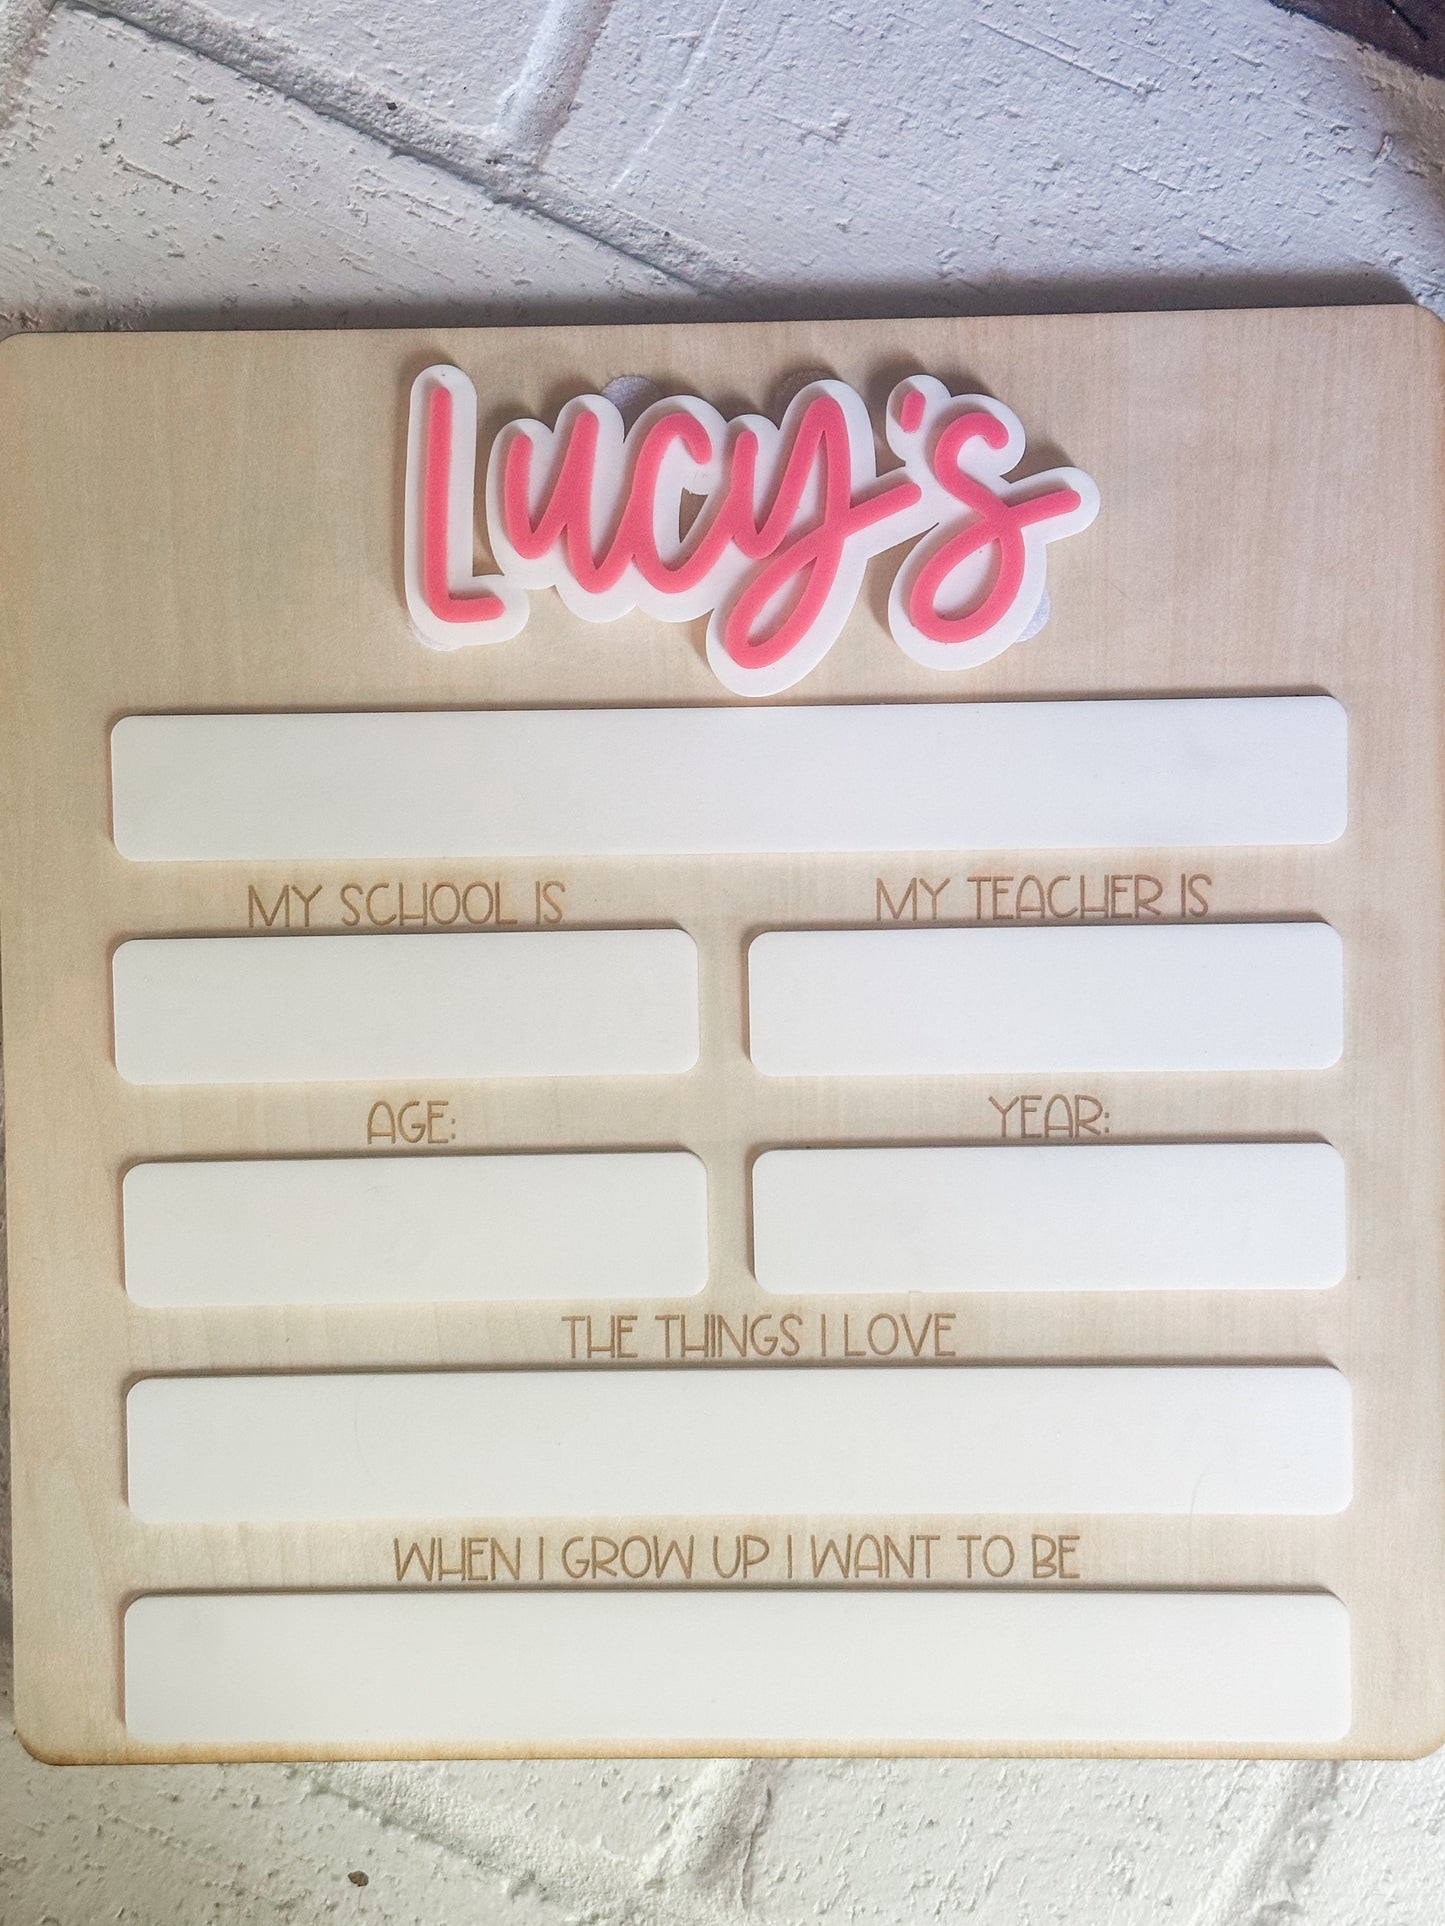 Lucy's
MY SCHOOL IS
MY TEACHER IS
AGE:
YEAR:
THE THINGS I LOVE
WHEN I GROW UP I WANT TO BE